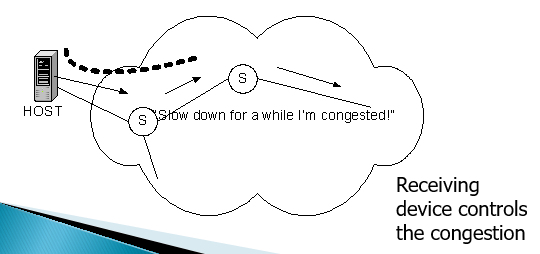 S
HOST
S
"Slow down for a while I'm congested!"
Receiving
device controls
the congestion